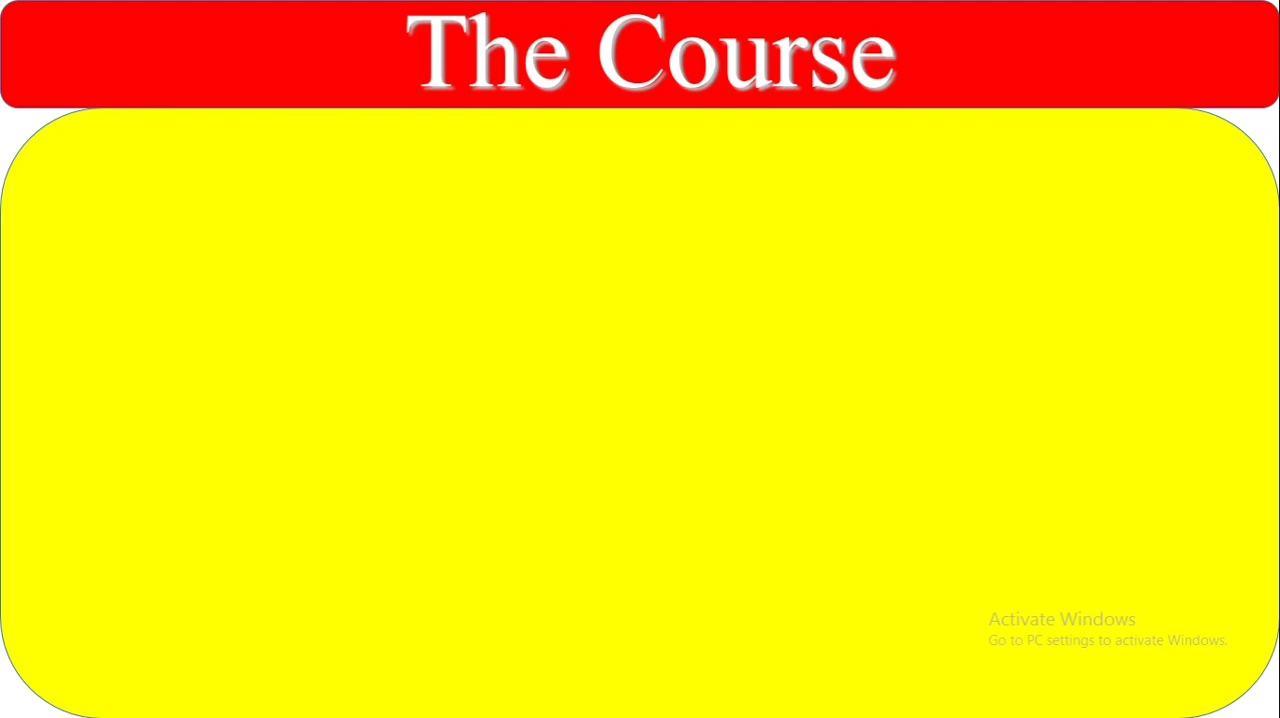 The Course
Activate Windows
Go to PC settings to activate Windows.